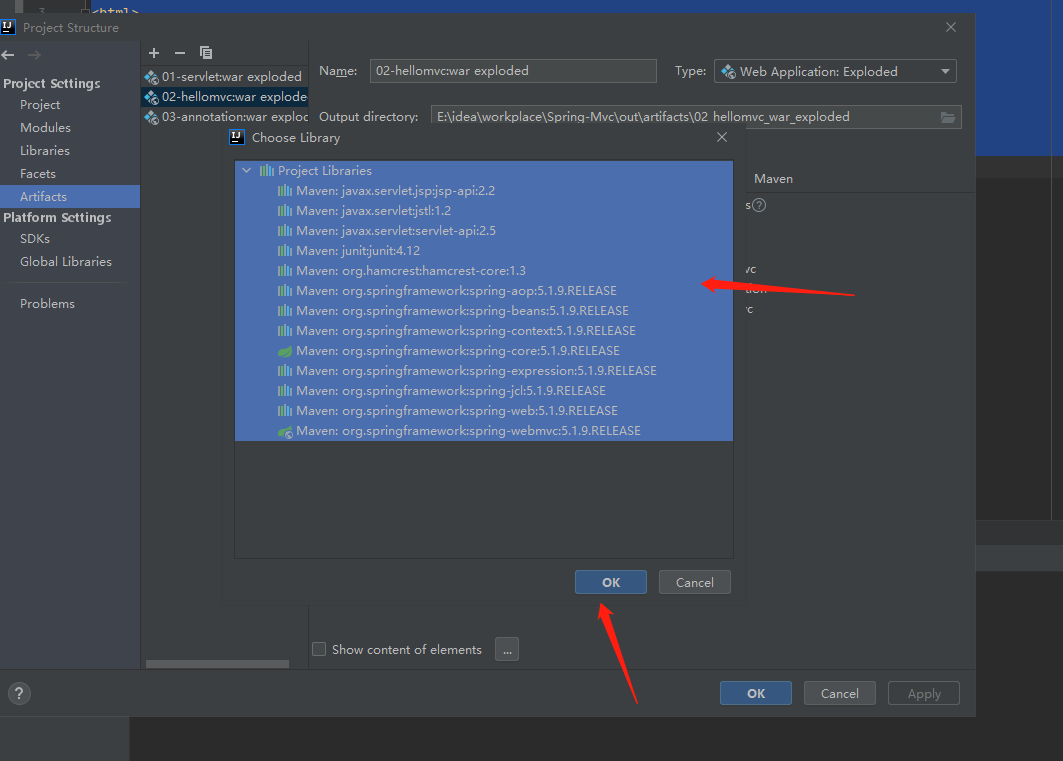 3 <html>
Project Structure
Project Settings
Project
Modules
Libraries
Facets
Artifacts
Platform Settings
SDKs
Global Libraries
Problems
01-servlet:war exploded
02-hellomvc:war explode
03-annotation:war exploc
Name: 02-hellomvc:war exploded
Type: Web Application: Exploded
Output directory: E:\idea\workplace\Spring-Mvc\out\artifacts\02_hellomvc_war_exploded
Choose Library
Project Libraries
Maven: javax.servlet.jsp:jsp-api:2.2
Maven: javax.servlet:jstl:1.2
Maven: javax.servlet:servlet-api:2.5
Maven: junit:junit:4.12
Maven: org.hamcrest:hamcrest-core:1.3
Maven: org.springframework:spring-aop:5.1.9.RELEASE
Maven: org.springframework:spring-beans:5.1.9.RELEASE
Maven: org.springframework:spring-context:5.1.9.RELEASE
Maven: org.springframework:spring-core:5.1.9.RELEASE
Maven: org.springframework:spring-expression:5.1.9.RELEASE
Maven: org.springframework:spring-jcl:5.1.9.RELEASE
Maven: org.springframework:spring-web:5.1.9.RELEASE
Maven: org.springframework:spring-webmvc:5.1.9.RELEASE
OK Cancel
Maven
s ?
vc
tion
vc
Show content of elements ...
? OK Cancel Apply